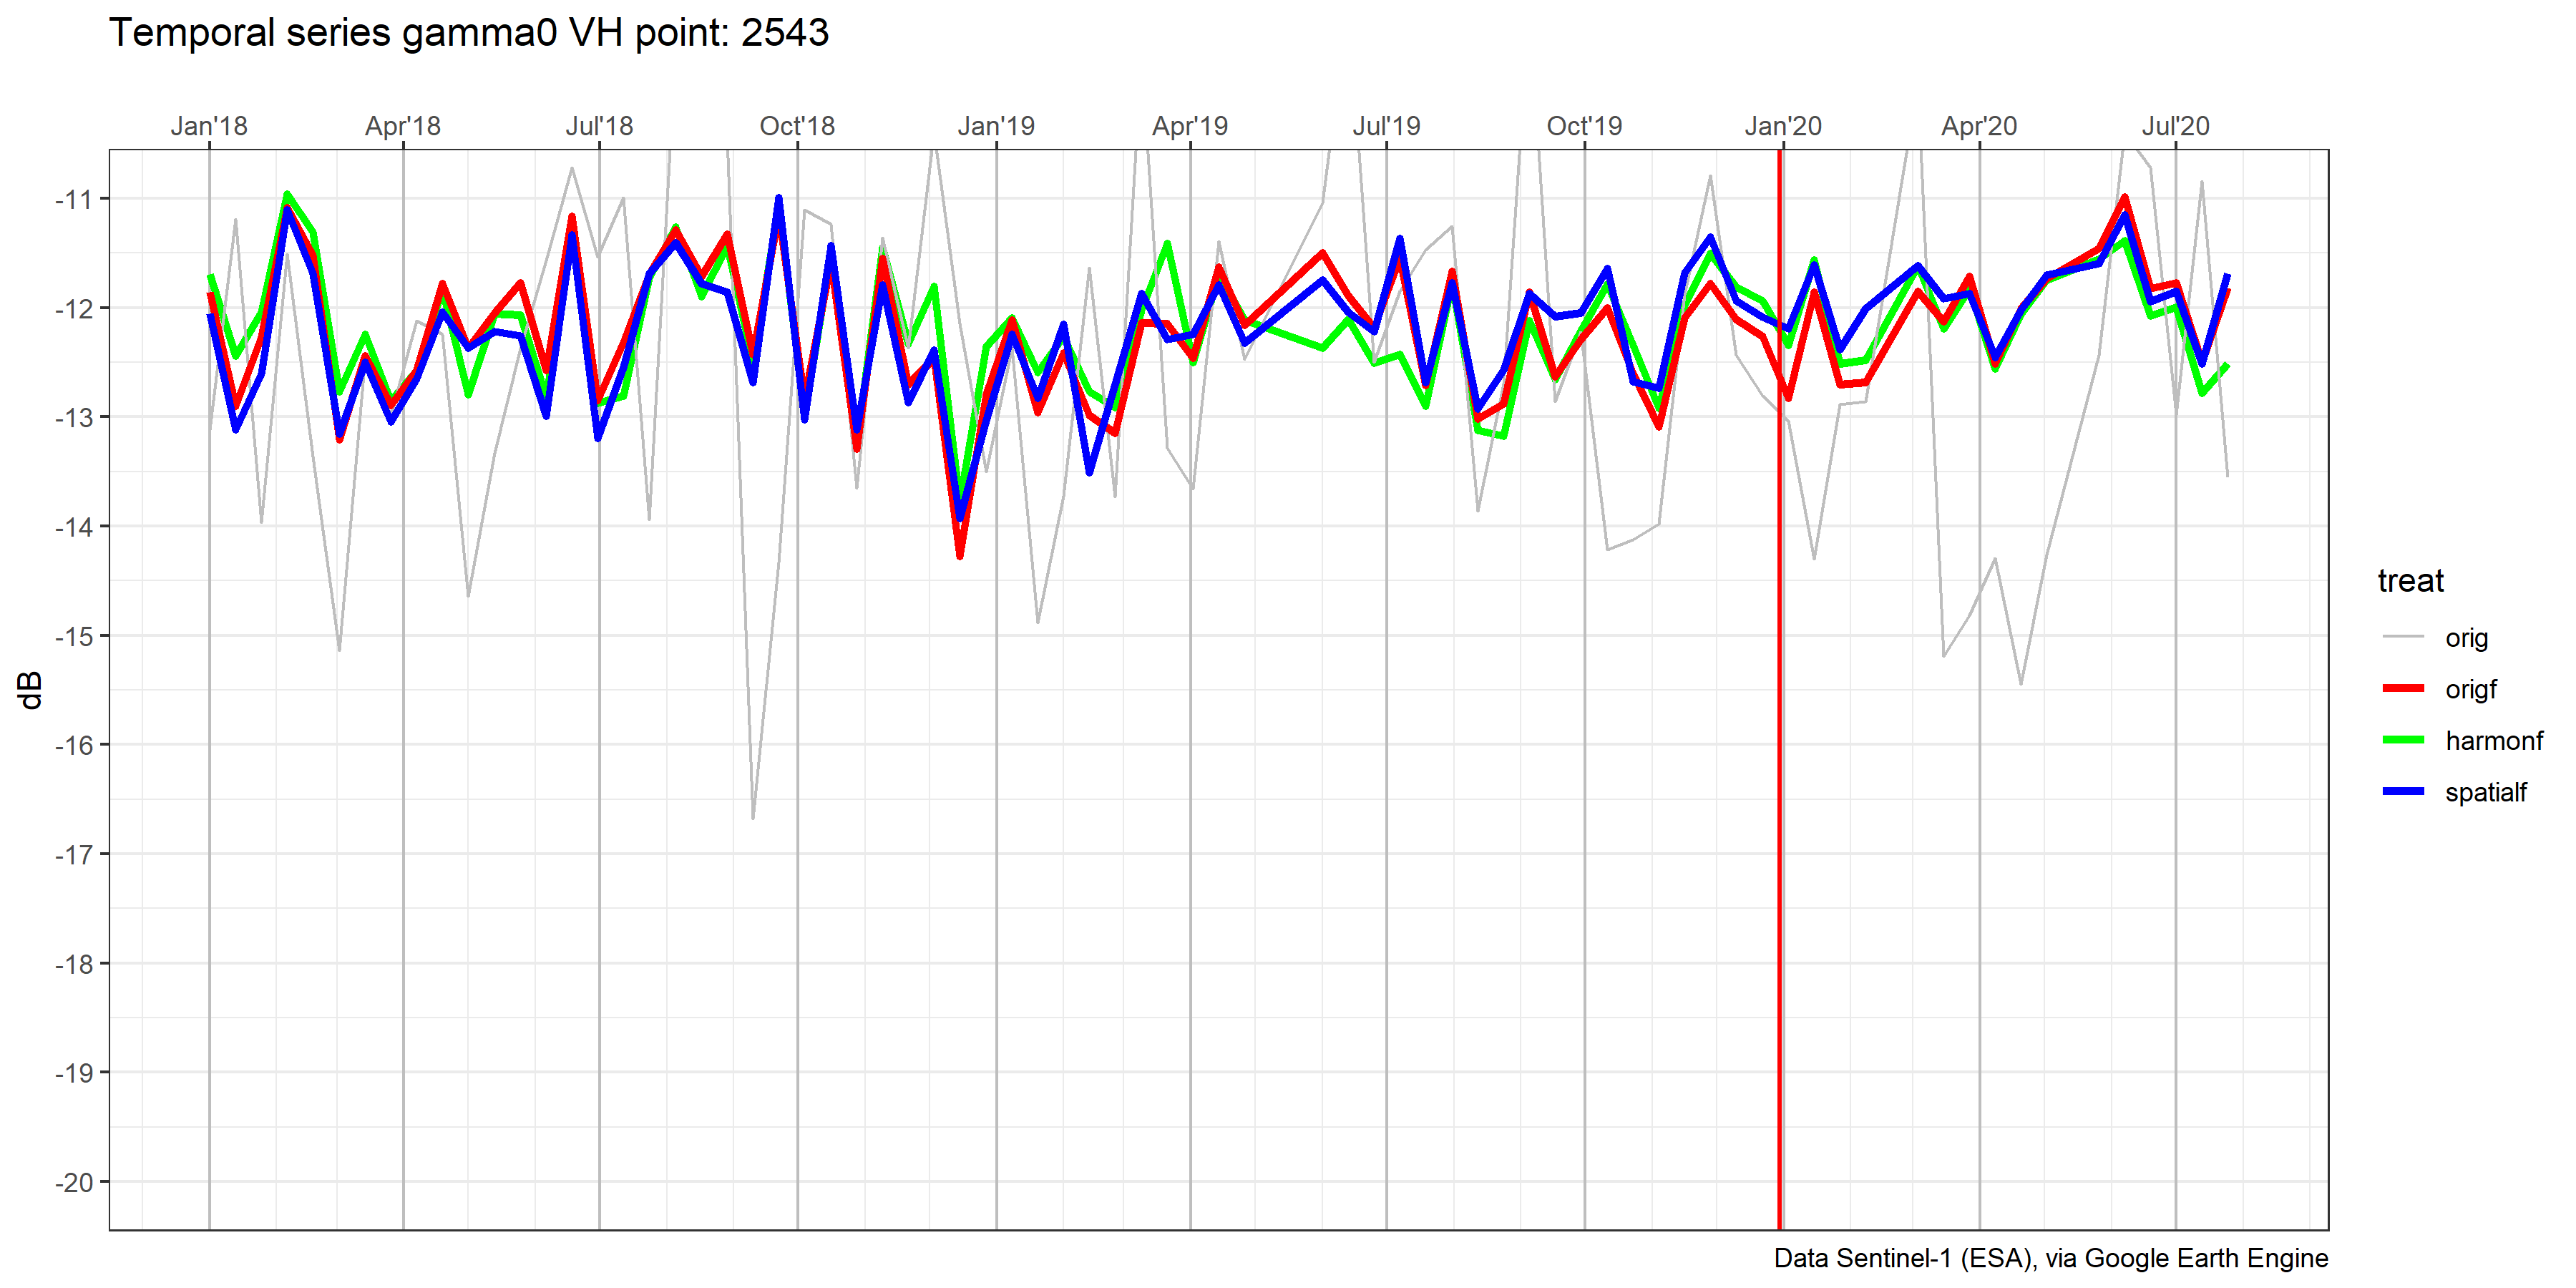 Temporal series gamma0 VH point: 2543
Jan'18 Apr'18 Jul'18 Oct'18 Jan'19 Apr'19 Jul'19 Oct'19 Jan'20 Apr'20 Jul'20
-11
-12
-13
-14
-15
-16
-17
-18
-19
-20
dB
treat
orig
origf
harmonf
spatialf
Data Sentinel-1 (ESA), via Google Earth Engine